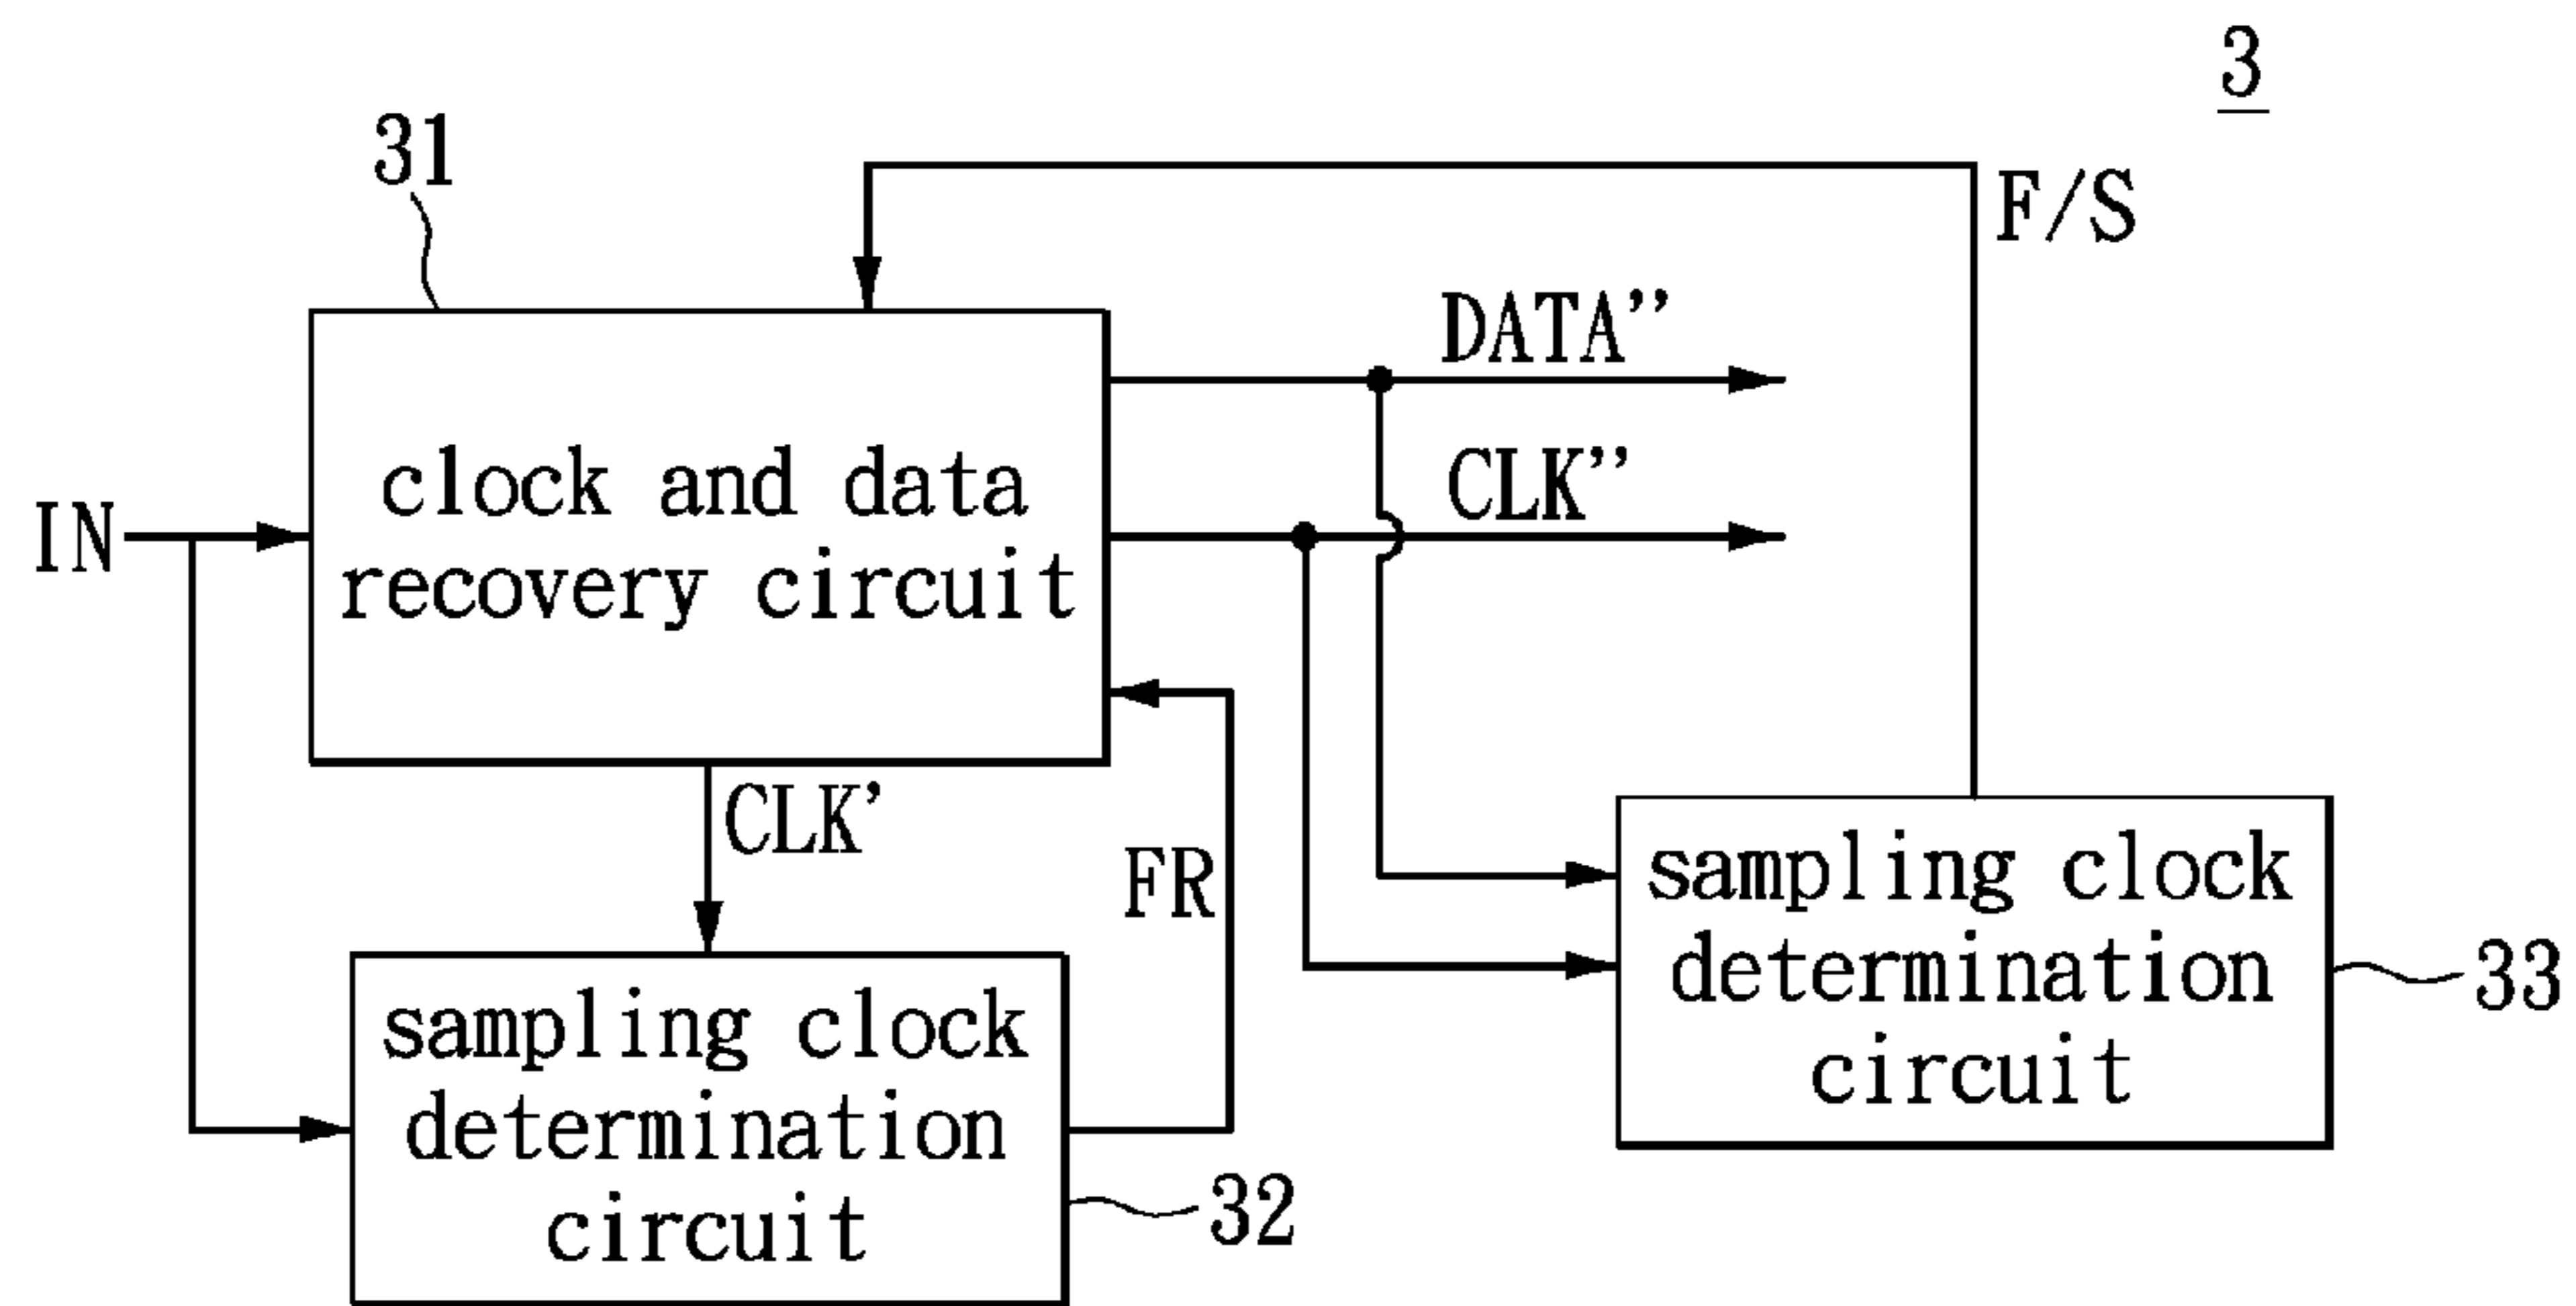 3
31
F/S
DATA''
clock and data
recovery circuit
CLK''
IN
CLK'
FR
sampling clock
determination
circuit
33
sampling clock
determination
circuit
32